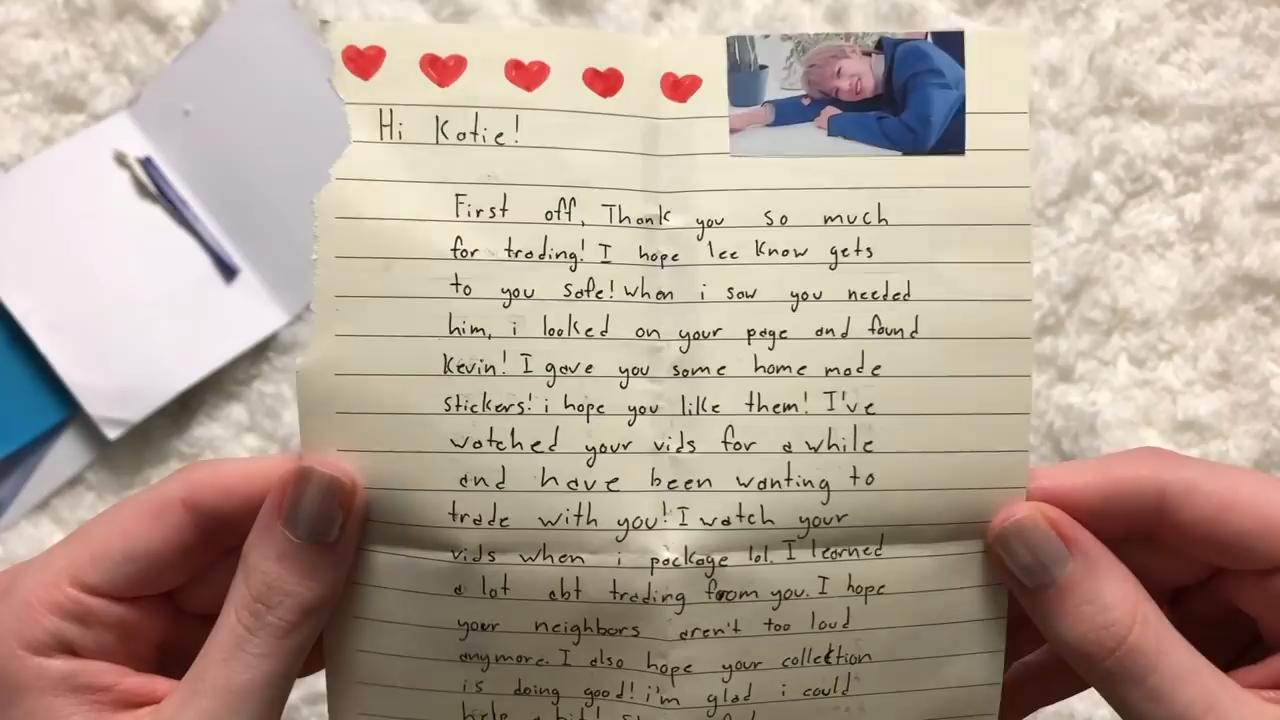 Hi Katie!
First off, Thank you so much
for trading! I hope lee Know gets
to you safe! When i saw you needed
him, i looked on your page and found
Kevin! I gave you some home made
stickers! i hope you like them! I've
watched your vids for a while
and have been wanting to
trade with you! I watch your
vids when i package lol. I learned
a lot abt trading from you. I hope
your neighbors aren't too loud
anymore. I also hope your collection
is doing good! i'm glad i could
help a bit!